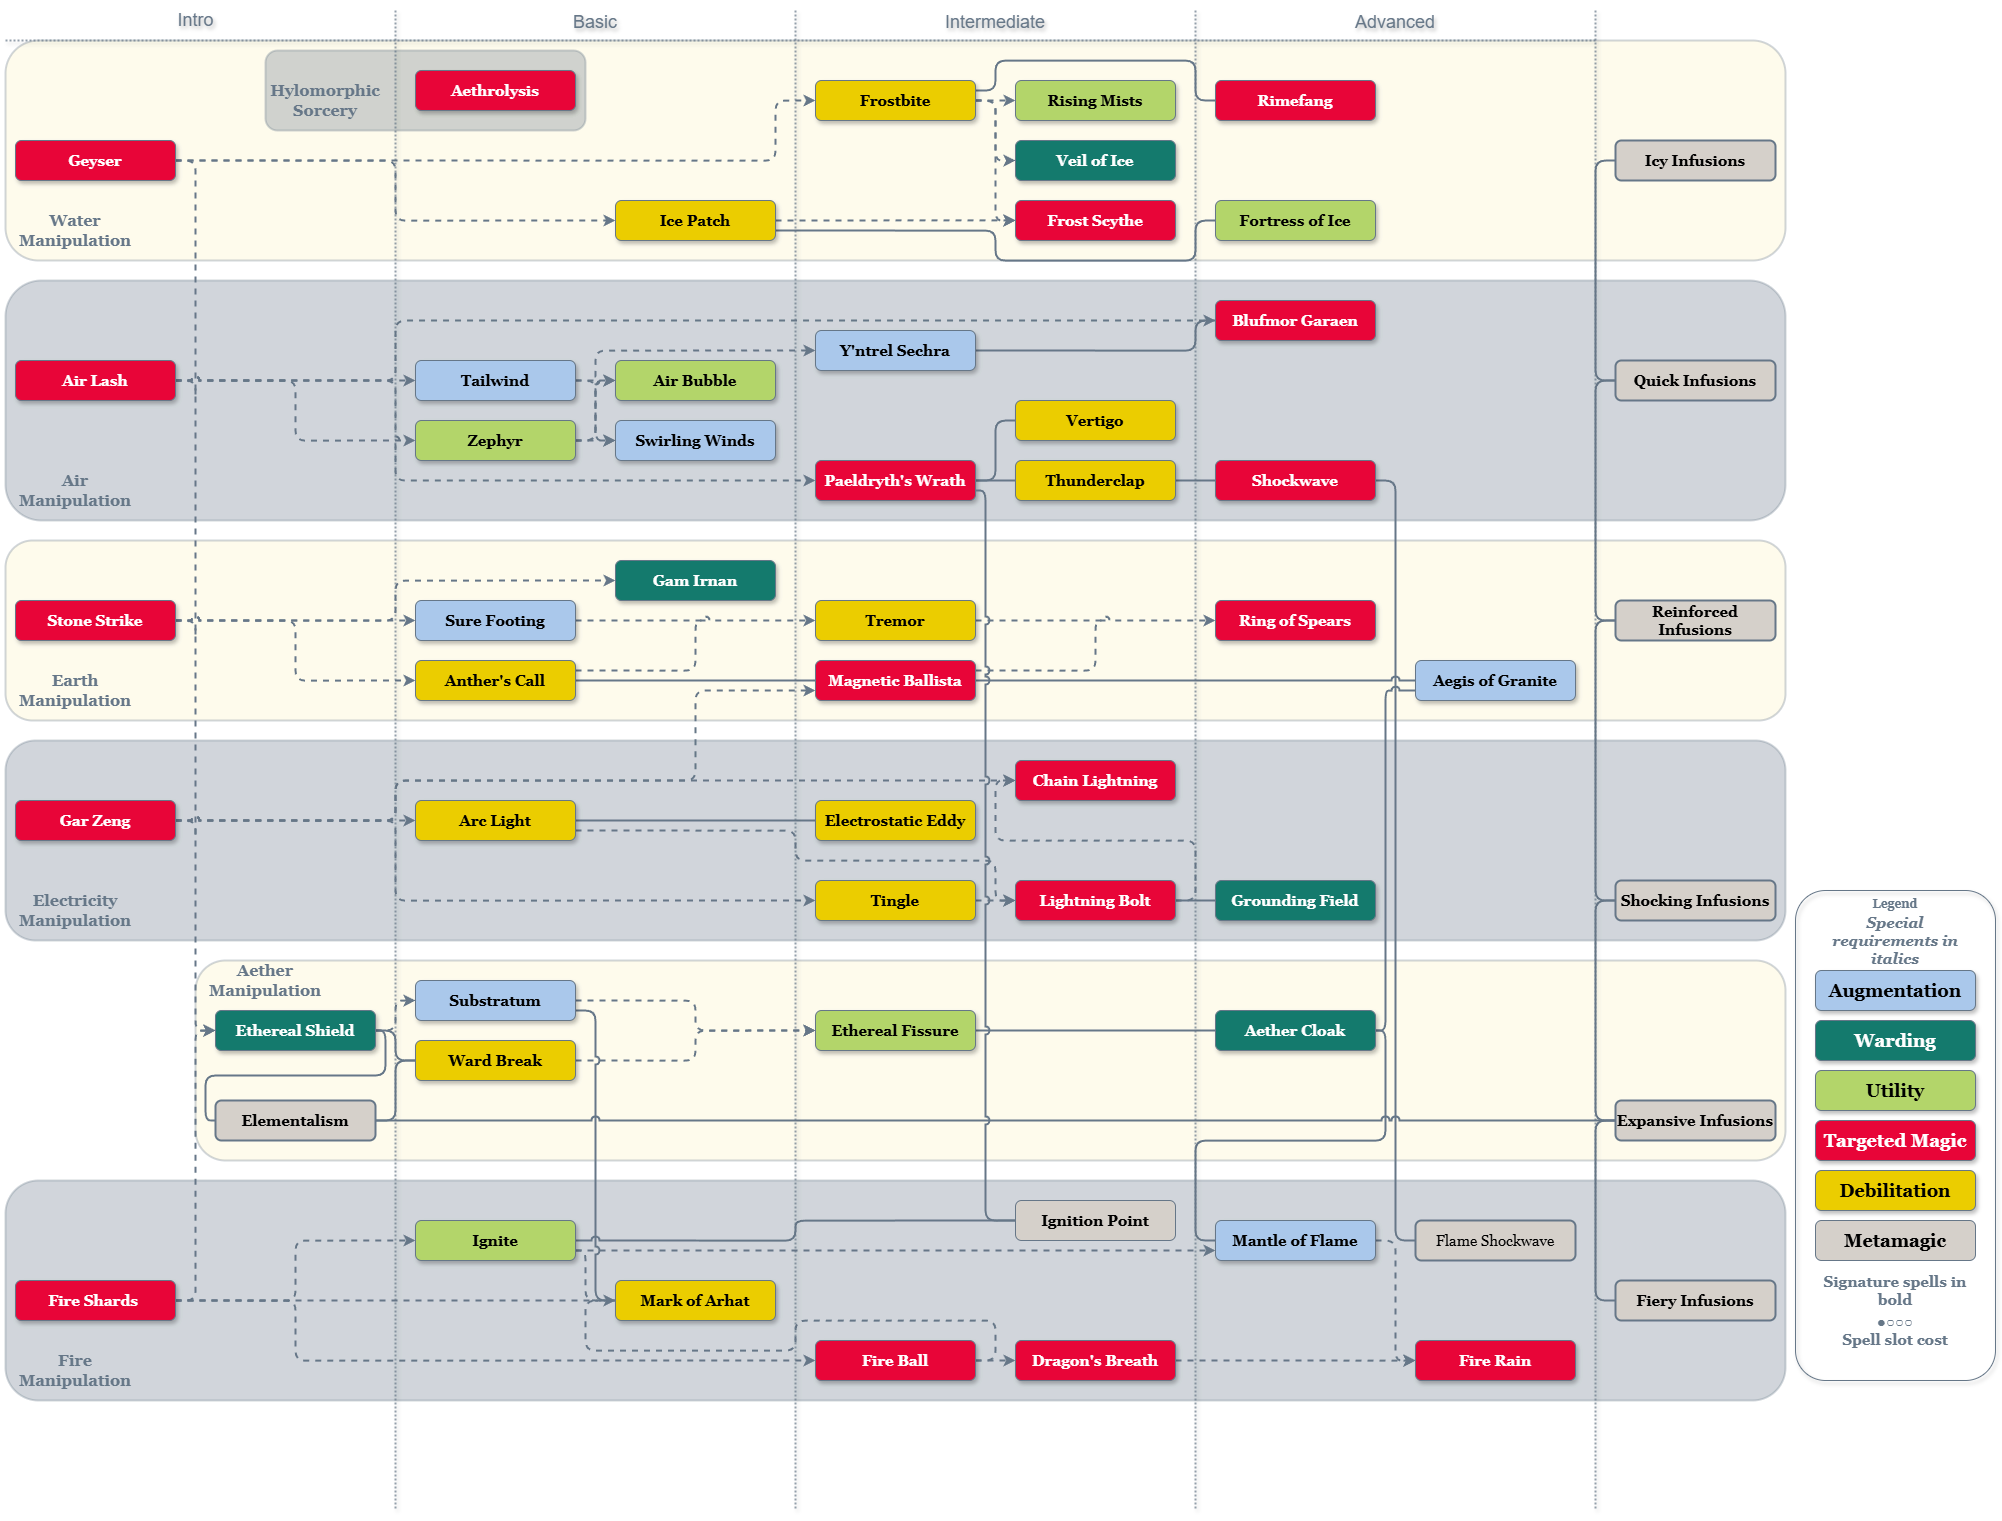 Intro
Basic
Intermediate
Advanced
Hylomorphic
Sorcery
Aethrolysis
Frostbite
Rising Mists
Rimefang
Geyser
Veil of Ice
Icy Infusions
Water
Manipulation
Ice Patch
Frost Scythe
Fortress of Ice
Blufmor Garaen
Y'ntrel Sechra
Air Lash
Tailwind
Air Bubble
Quick Infusions
Vertigo
Zephyr
Swirling Winds
Air
Manipulation
Paeldryth's Wrath
Thunderclap
Shockwave
Gam Irnan
Stone Strike
Sure Footing
Tremor
Ring of Spears
Reinforced
Infusions
Earth
Manipulation
Anther's Call
Magnetic Ballista
Aegis of Granite
Chain Lightning
Gar Zeng
Arc Light
Electrostatic Eddy
Electricity
Manipulation
Tingle
Lightning Bolt
Grounding Field
Shocking Infusions
Aether
Manipulation
Substratum
Ethereal Shield
Ethereal Fissure
Aether Cloak
Ward Break
Elementalism
Expansive Infusions
Ignition Point
Ignite
Mantle of Flame
Flame Shockwave
Fire Shards
Mark of Arhat
Fiery Infusions
Fire
Manipulation
Fire Ball
Dragon's Breath
Fire Rain
Legend
Special
requirements in
italics
Augmentation
Warding
Utility
Targeted Magic
Debilitation
Metamagic
Signature spells in
bold
●○○○
Spell slot cost